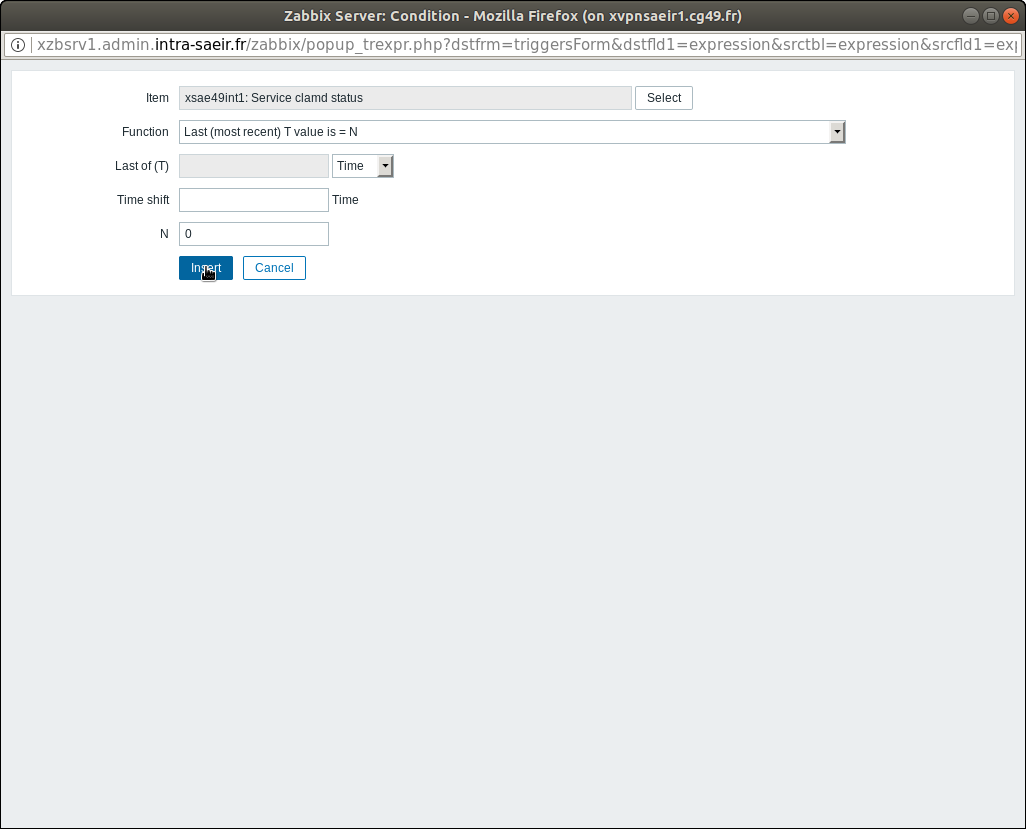 Zabbix Server: Condition - Mozilla Firefox (on xvpnsaeir1.cg49.fr)
xzbsrv1.admin.intra-saeir.fr/zabbix/popup_trexpr.php?dstfrm=triggersForm&dstfld1=expression&srctbl=expression&srcfld1=exp
Item xsae49int1: Service clamd status Select
Function Last (most recent) T value is = N
Last of (T) Time
Time shift Time
N 0
Insert Cancel